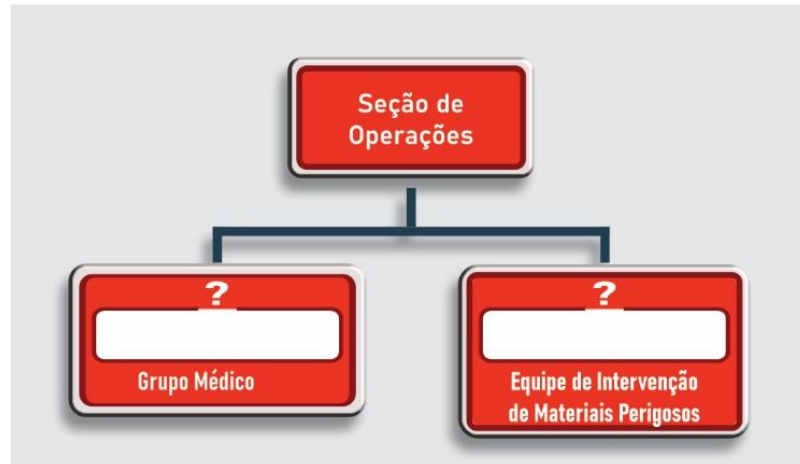 Seção de
Operações
?
Grupo Médico
?
Equipe de Intervenção
de Materiais Perigosos